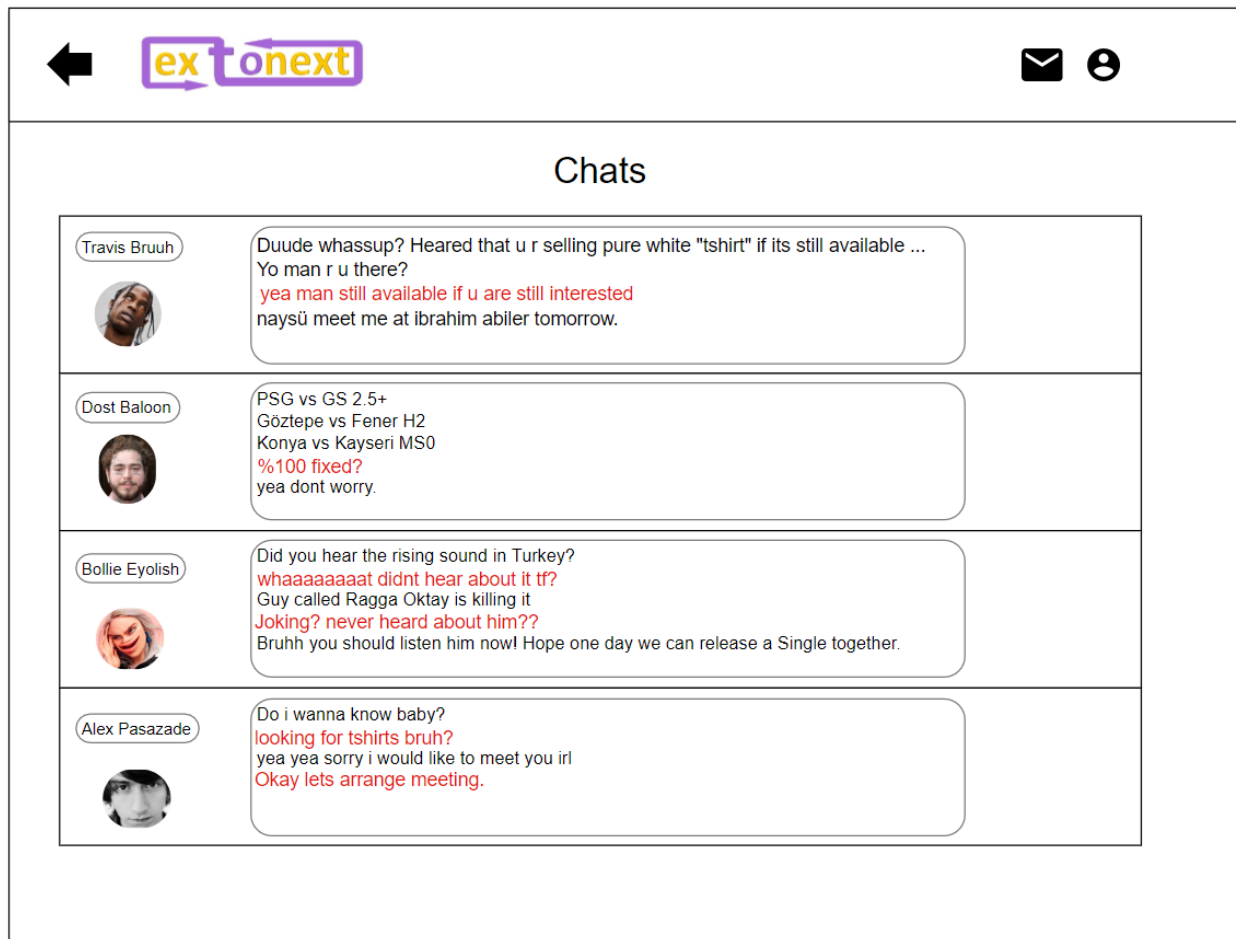 extonext
Chats
Travis Bruuh
Duude whassup? Heared that u r selling pure white "tshirt" if its still available ...
Yo man r u there?
yea man still available if u are still interested
naysü meet me at ibrahim abiler tomorrow.
Dost Baloon
PSG vs GS 2.5+
Göztepe vs Fener H2
Konya vs Kayseri MS0
%100 fixed?
yea dont worry.
Bollie Eyolish
Did you hear the rising sound in Turkey?
whaaaaaaaat didnt hear about it tf?
Guy called Ragga Oktay is killing it
Joking? never heard about him??
Bruhh you should listen him now! Hope one day we can release a Single together.
Alex Pasazade
Do i wanna know baby?
looking for tshirts bruh?
yea yea sorry i would like to meet you irl
Okay lets arrange meeting.